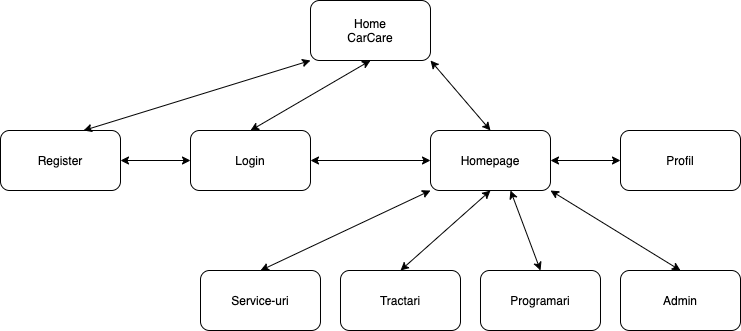 Home
CarCare
Register
Login
Homepage
Profil
Service-uri
Tractari
Programari
Admin